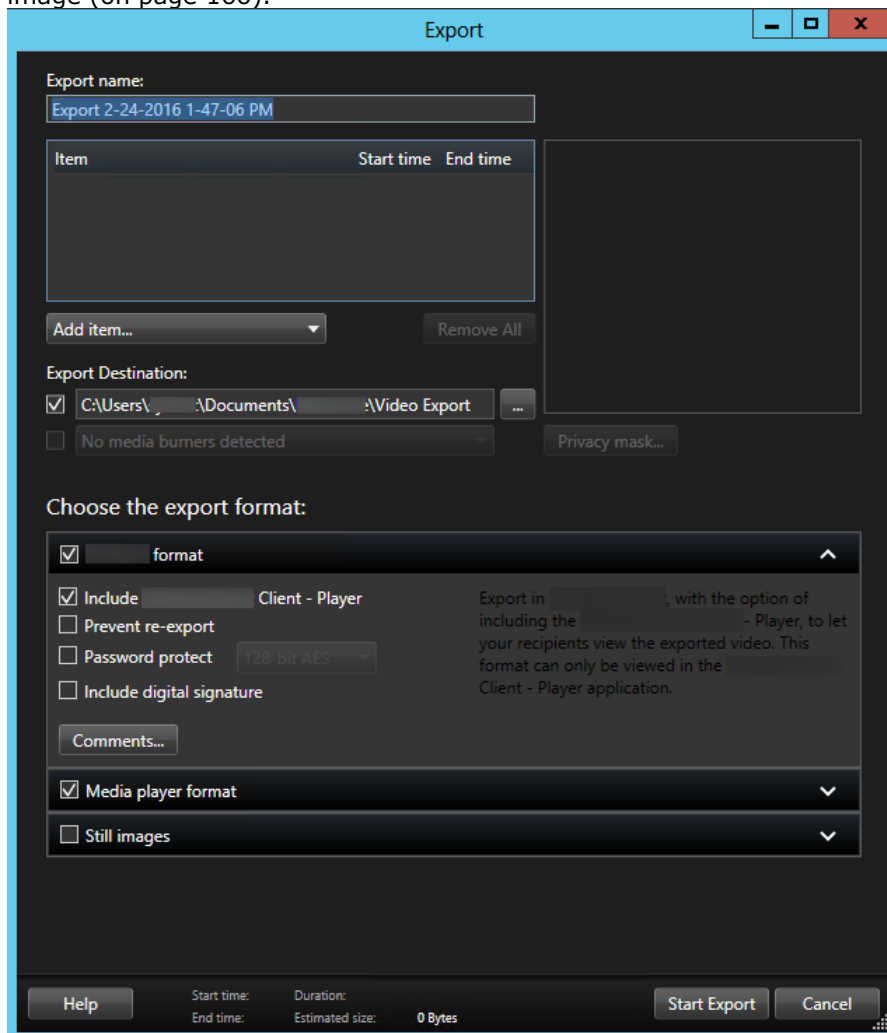 image (on page 166).
Export
Export name:
Export 2-24-2016 1-47-06 PM
Item Start time End time
Add item... Remove All
Export Destination:
C:\Users\ :\Documents\ :\Video Export ...
No media burners detected
Privacy mask...
Choose the export format:
format
Include Client - Player
Prevent re-export
Password protect 128-bit AES
Include digital signature
Export in , with the option of
including the - Player, to let
your recipients view the exported video. This
format can only be viewed in the
Client - Player application.
Comments...
Media player format
Still images
Help
Start time: Duration:
End time: Estimated size: 0 Bytes
Start Export Cancel